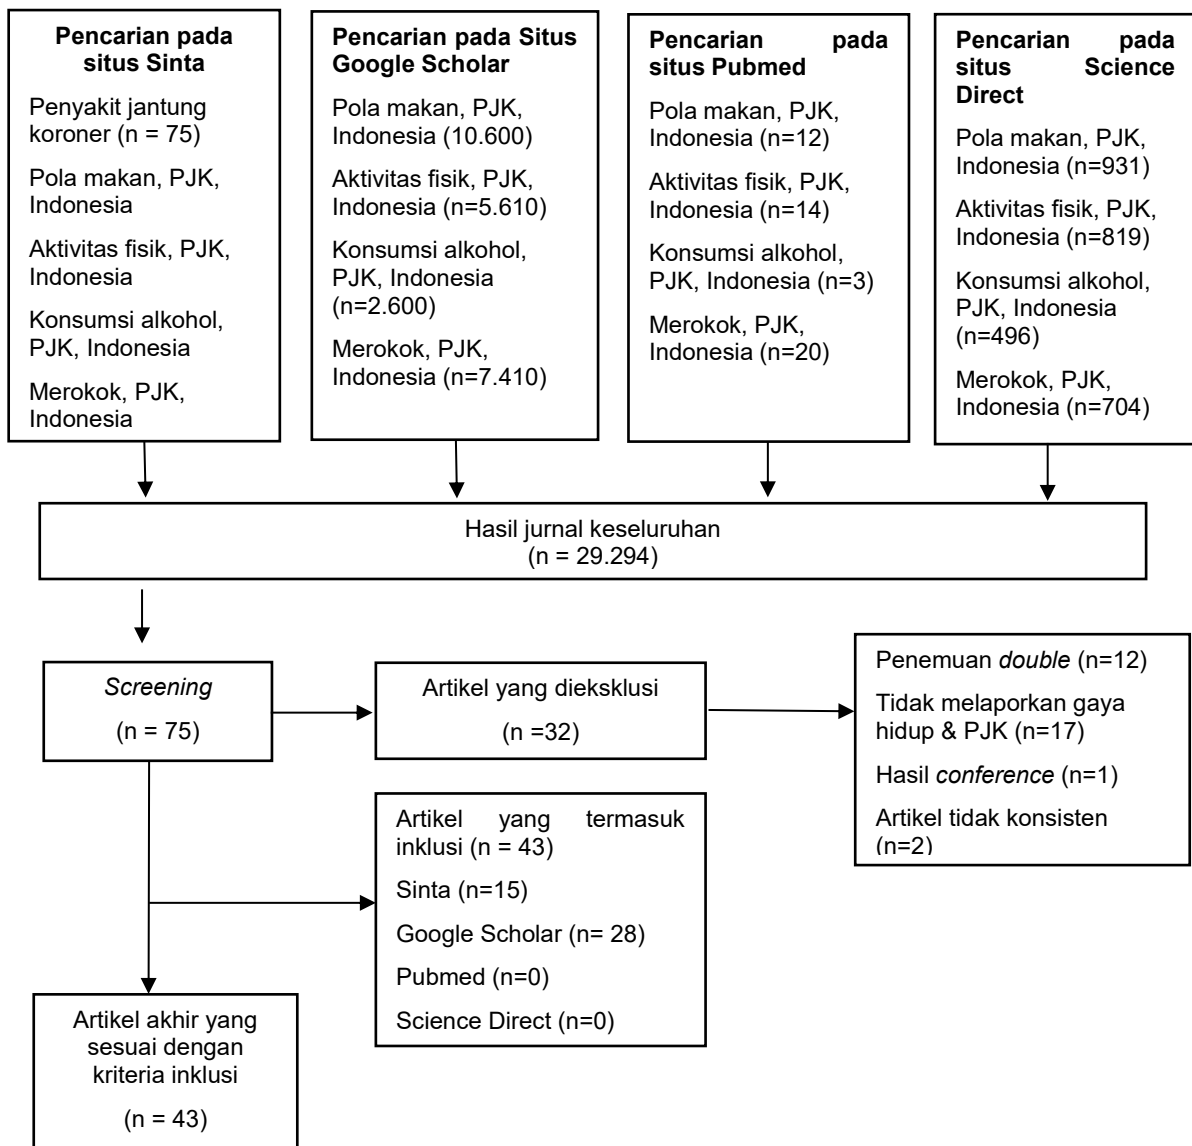 Pencarian pada
situs Sinta
Penyakit jantung
koroner (n = 75)
Pola makan, PJK,
Indonesia
Aktivitas fisik, PJK,
Indonesia
Konsumsi alkohol,
PJK, Indonesia
Merokok, PJK,
Indonesia
Pencarian pada Situs
Google Scholar
Pola makan, PJK,
Indonesia (10.600)
Aktivitas fisik, PJK,
Indonesia (n=5.610)
Konsumsi alkohol,
PJK, Indonesia
(n=2.600)
Merokok, PJK,
Indonesia (n=7.410)
Pencarian pada
situs Pubmed
Pola makan, PJK,
Indonesia (n=12)
Aktivitas fisik, PJK,
Indonesia (n=14)
Konsumsi alkohol,
PJK, Indonesia (n=3)
Merokok, PJK,
Indonesia (n=20)
Pencarian pada
situs Science
Direct
Pola makan, PJK,
Indonesia (n=931)
Aktivitas fisik, PJK,
Indonesia (n=819)
Konsumsi alkohol,
PJK, Indonesia
(n=496)
Merokok, PJK,
Indonesia (n=704)
Hasil jurnal keseluruhan
(n = 29.294)
Screening
(n = 75)
Artikel yang dieksklusi
(n =32)
Penemuan double (n=12)
Tidak melaporkan gaya
hidup & PJK (n=17)
Hasil conference (n=1)
Artikel tidak konsisten
(n=2)
Artikel yang termasuk
inklusi (n = 43)
Sinta (n=15)
Google Scholar (n= 28)
Pubmed (n=0)
Science Direct (n=0)
Artikel akhir yang
sesuai dengan
kriteria inklusi
(n = 43)